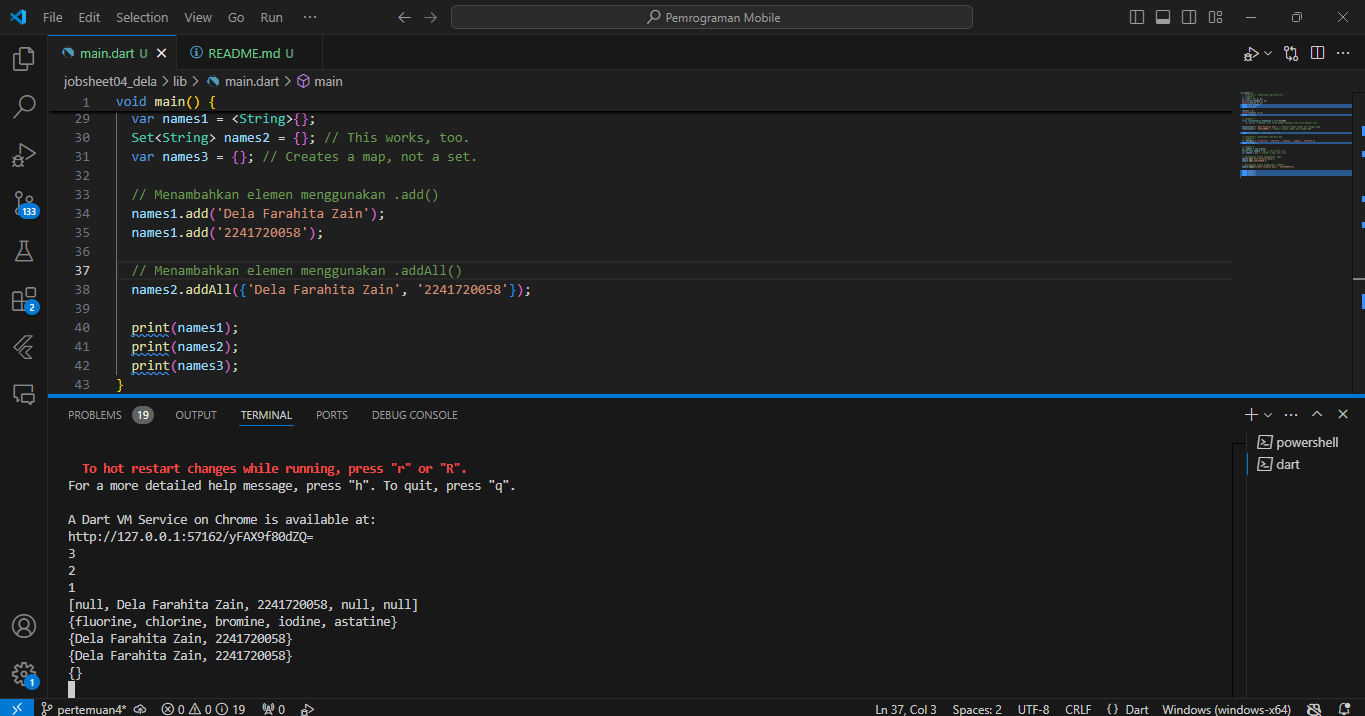 File Edit Selection View Go Run ···
Pemrograman Mobile
main.dart U
README.md U
jobsheet04_dela > lib > main.dart > main
1 void main() {
29 var names1 = <String>{};
30 Set<String> names2 = {}; // This works, too.
31 var names3 = {}; // Creates a map, not a set.
32
33 // Menambahkan elemen menggunakan .add()
34 names1.add('Dela Farahita Zain');
35 names1.add('2241720058');
36
37 // Menambahkan elemen menggunakan .addAll()
38 names2.addAll({'Dela Farahita Zain', '2241720058'});
39
40 print(names1);
41 print(names2);
42 print(names3);
43 }
133
2
1
PROBLEMS 19 OUTPUT TERMINAL PORTS DEBUG CONSOLE
powershell
dart
To hot restart changes while running, press "r" or "R".
For a more detailed help message, press "h". To quit, press "q".
A Dart VM Service on Chrome is available at:
http://127.0.0.1:57162/yFAX9f80dZQ=
3
2
1
[null, Dela Farahita Zain, 2241720058, null, null]
{fluorine, chlorine, bromine, iodine, astatine}
{Dela Farahita Zain, 2241720058}
{Dela Farahita Zain, 2241720058}
{}
pertemuan4* 0 0 19 0 Ln 37, Col 3 Spaces: 2 UTF-8 CRLF {} Dart Windows (windows-x64)